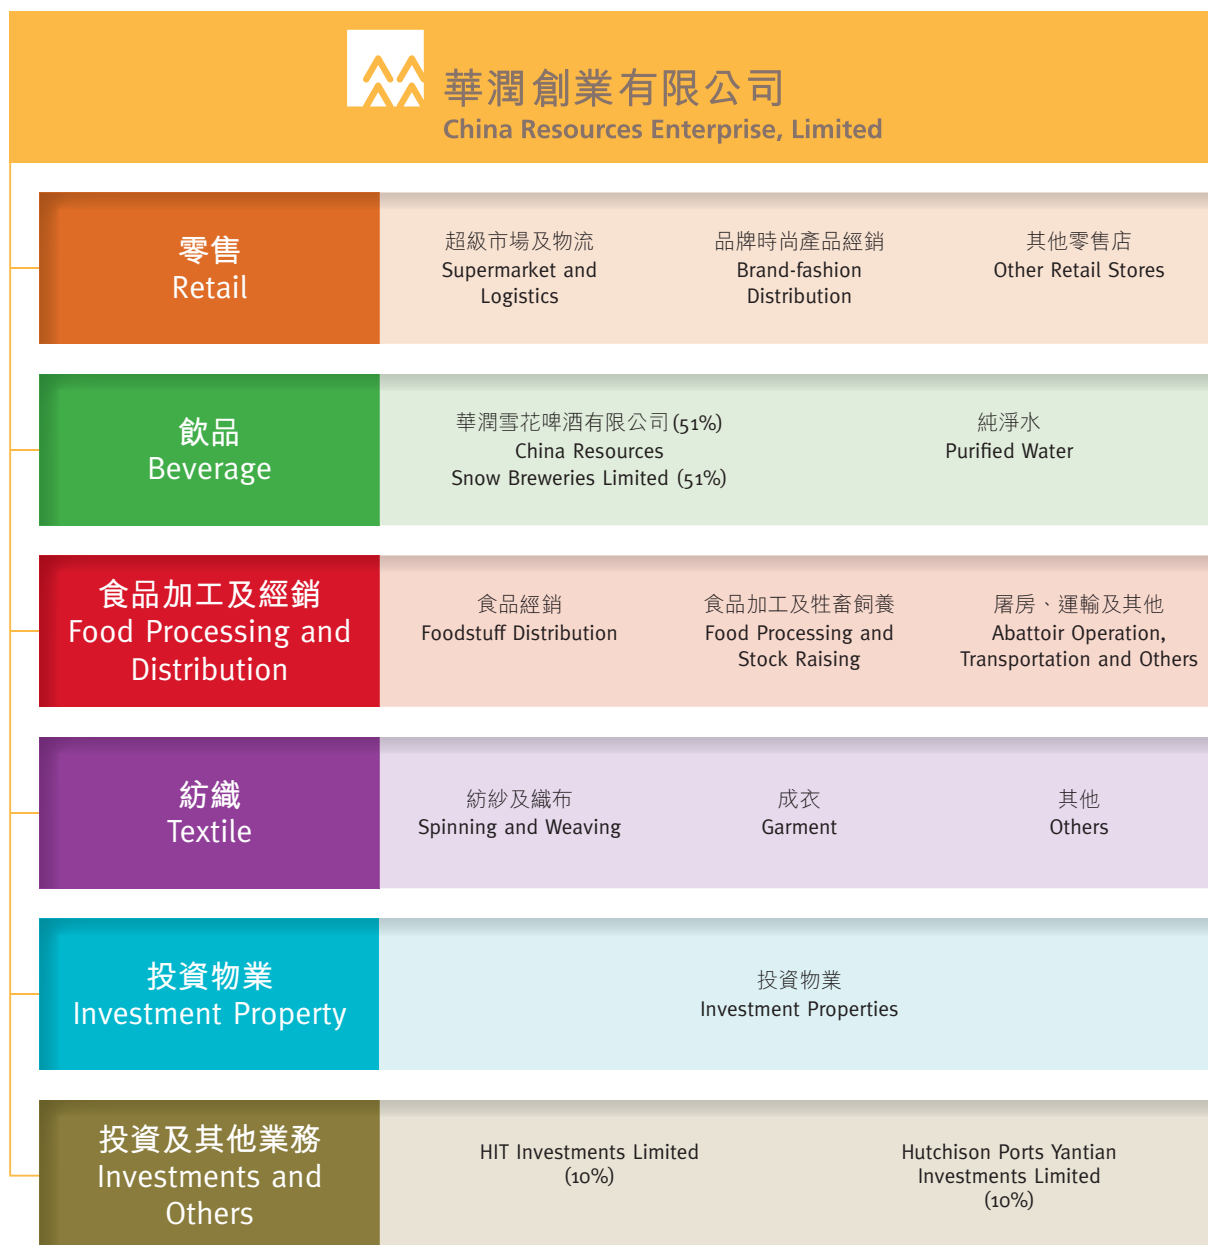 華潤創業有限公司
China Resources Enterprise, Limited
零售
Retail
超級市場及物流
Supermarket and
Logistics
品牌時尚產品經銷
Brand-fashion
Distribution
其他零售店
Other Retail Stores
飲品
Beverage
華潤雪花啤酒有限公司(51%)
China Resources
Snow Breweries Limited (51%)
純淨水
Purified Water
食品加工及經銷
Food Processing and
Distribution
食品經銷
Foodstuff Distribution
食品加工及牲畜飼養
Food Processing and
Stock Raising
屠房、運輸及其他
Abattoir Operation,
Transportation and Others
紡織
Textile
紡紗及織布
Spinning and Weaving
成衣
Garment
其他
Others
投資物業
Investment Property
投資物業
Investment Properties
投資及其他業務
Investments and
Others
HIT Investments Limited
(10%)
Hutchison Ports Yantian
Investments Limited
(10%)